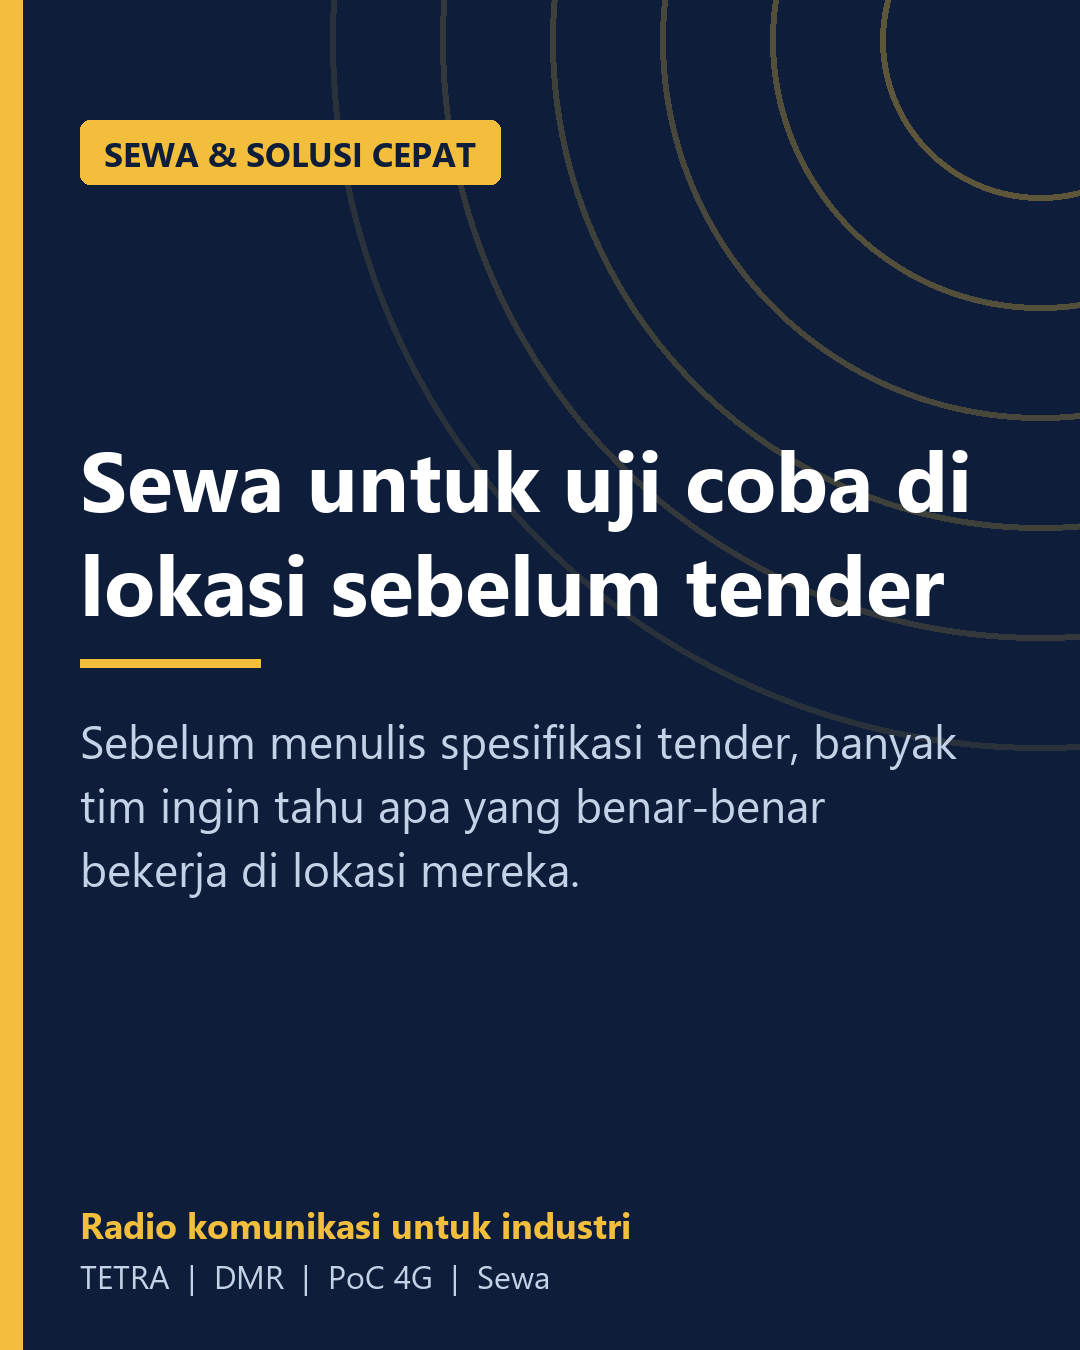 SEWA & SOLUSI CEPAT
Sewa untuk uji coba di
lokasi sebelum tender
Sebelum menulis spesifikasi tender, banyak
tim ingin tahu apa yang benar-benar
bekerja di lokasi mereka.
Radio komunikasi untuk industri
TETRA | DMR | PoC 4G | Sewa